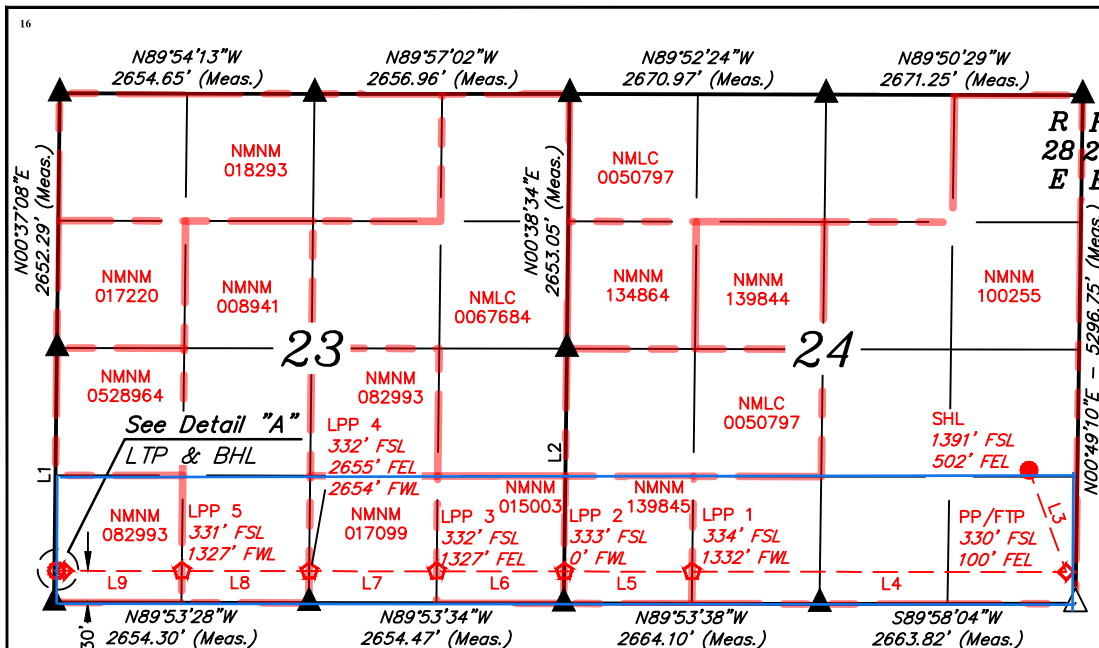 16
N89°54'13"W
2654.65' (Meas.)
N89°57'02"W
2656.96' (Meas.)
N89°52'24"W
2670.97' (Meas.)
N89°50'29"W
2671.25' (Meas.)
R
28
E
N00°37'08"E
2652.29' (Meas.)
N00°38'34"E
2653.05' (Meas.)
N00°49'10"E - 5296.75' (Meas.)
NMNM
018293
NMLC
0050797
NMNM
017220
NMNM
008941
NMLC
0067684
NMNM
134864
NMNM
139844
NMNM
100255
23
24
NMNM
0528964
NMNM
082993
NMLC
0050797
See Detail "A"
LTP & BHL
LPP 4
332' FSL
2655' FEL
2654' FWL
SHL
1391' FSL
502' FEL
L1
L2
L3
NMNM
082993
LPP 5
331' FSL
1327' FWL
NMNM
017099
NMNM
015003
LPP 3
332' FSL
1327' FEL
LPP 2
333' FSL
0' FWL
NMNM
139845
LPP 1
334' FSL
1332' FWL
PP/FTP
330' FSL
100' FEL
L9
L8
L7
L6
L5
L4
30'
N89°53'28"W
2654.30' (Meas.)
N89°53'34"W
2654.47' (Meas.)
N89°53'38"W
2664.10' (Meas.)
S89°58'04"W
2663.82' (Meas.)